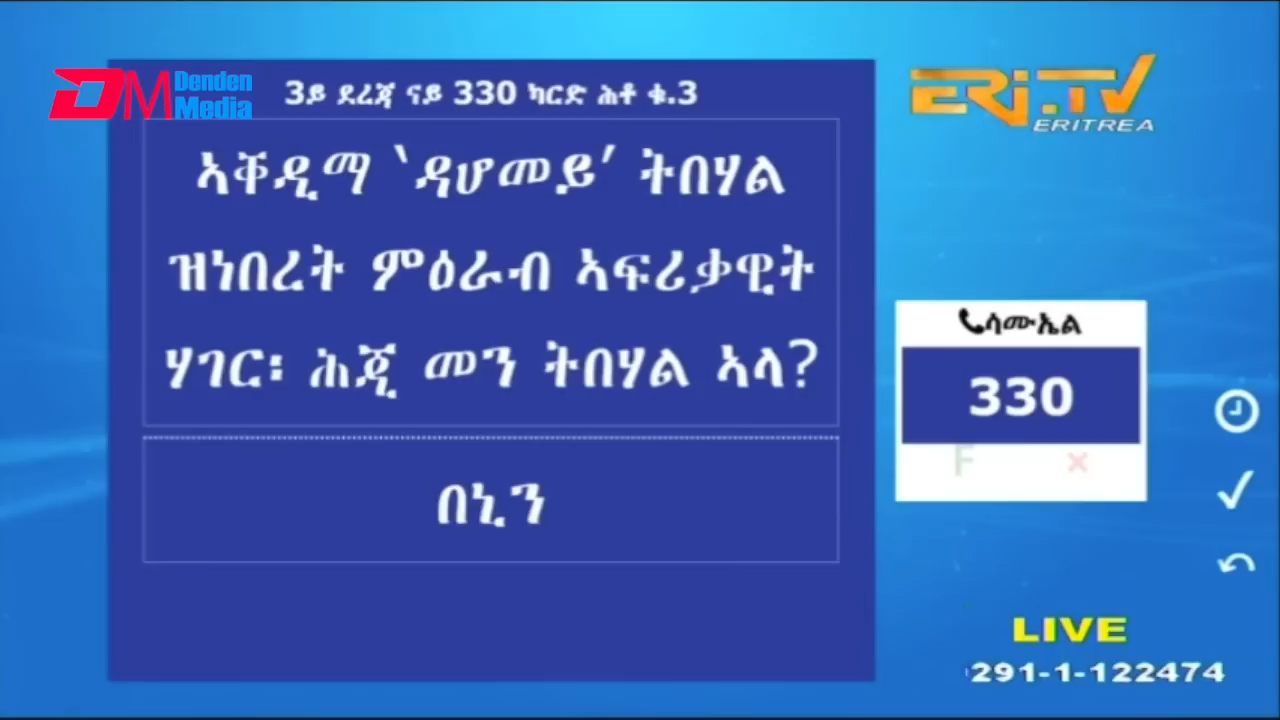 DM Denden Media
3ይ ደረጃ ናይ 330 ካርድ ሕቶ ቁ.3
ኣቐዲማ ‵ዳሆመይ′ ትበሃል
ዝነበረት ምዕራብ ኣፍሪቃዊት
ሃገር፡ ሕጂ መን ትበሃል ኣላ?
በኒን
ERi.TV
ERITREA
ሳሙኤል
330
F ×
LIVE
291-1-122474